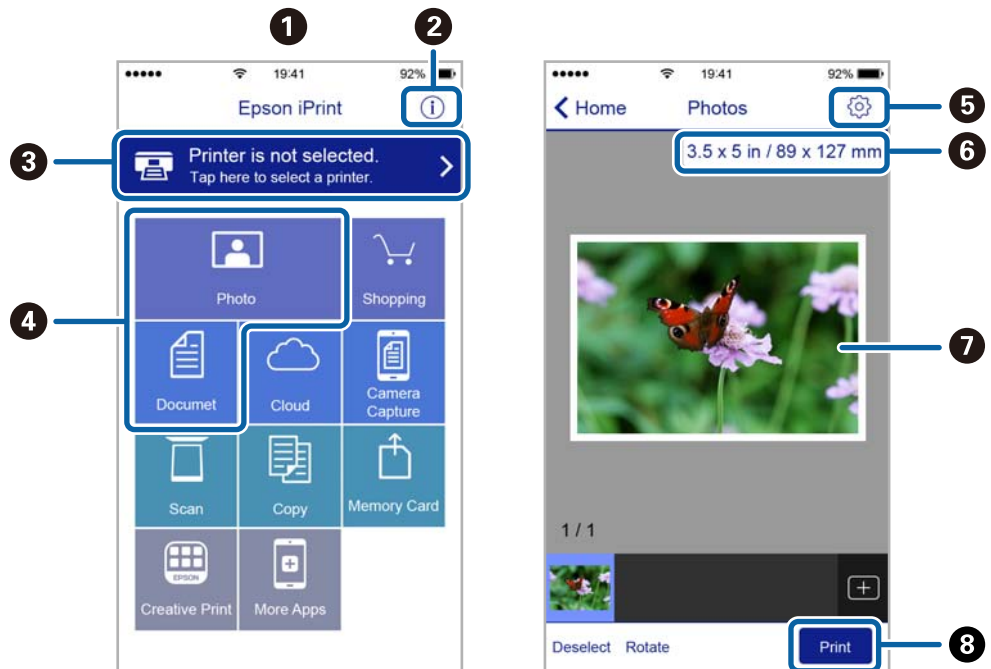 1
2
19:41
92%
Epson iPrint
i
3
Printer is not selected.
Tap here to select a printer.
4
Photo
Shopping
Documet
Cloud
Camera
Capture
Scan
Copy
Memory Card
EPSON
Creative Print
More Apps
19:41
92%
Home
Photos
5
3.5 x 5 in / 89 x 127 mm
6
7
1 / 1
Deselect
Rotate
Print
8